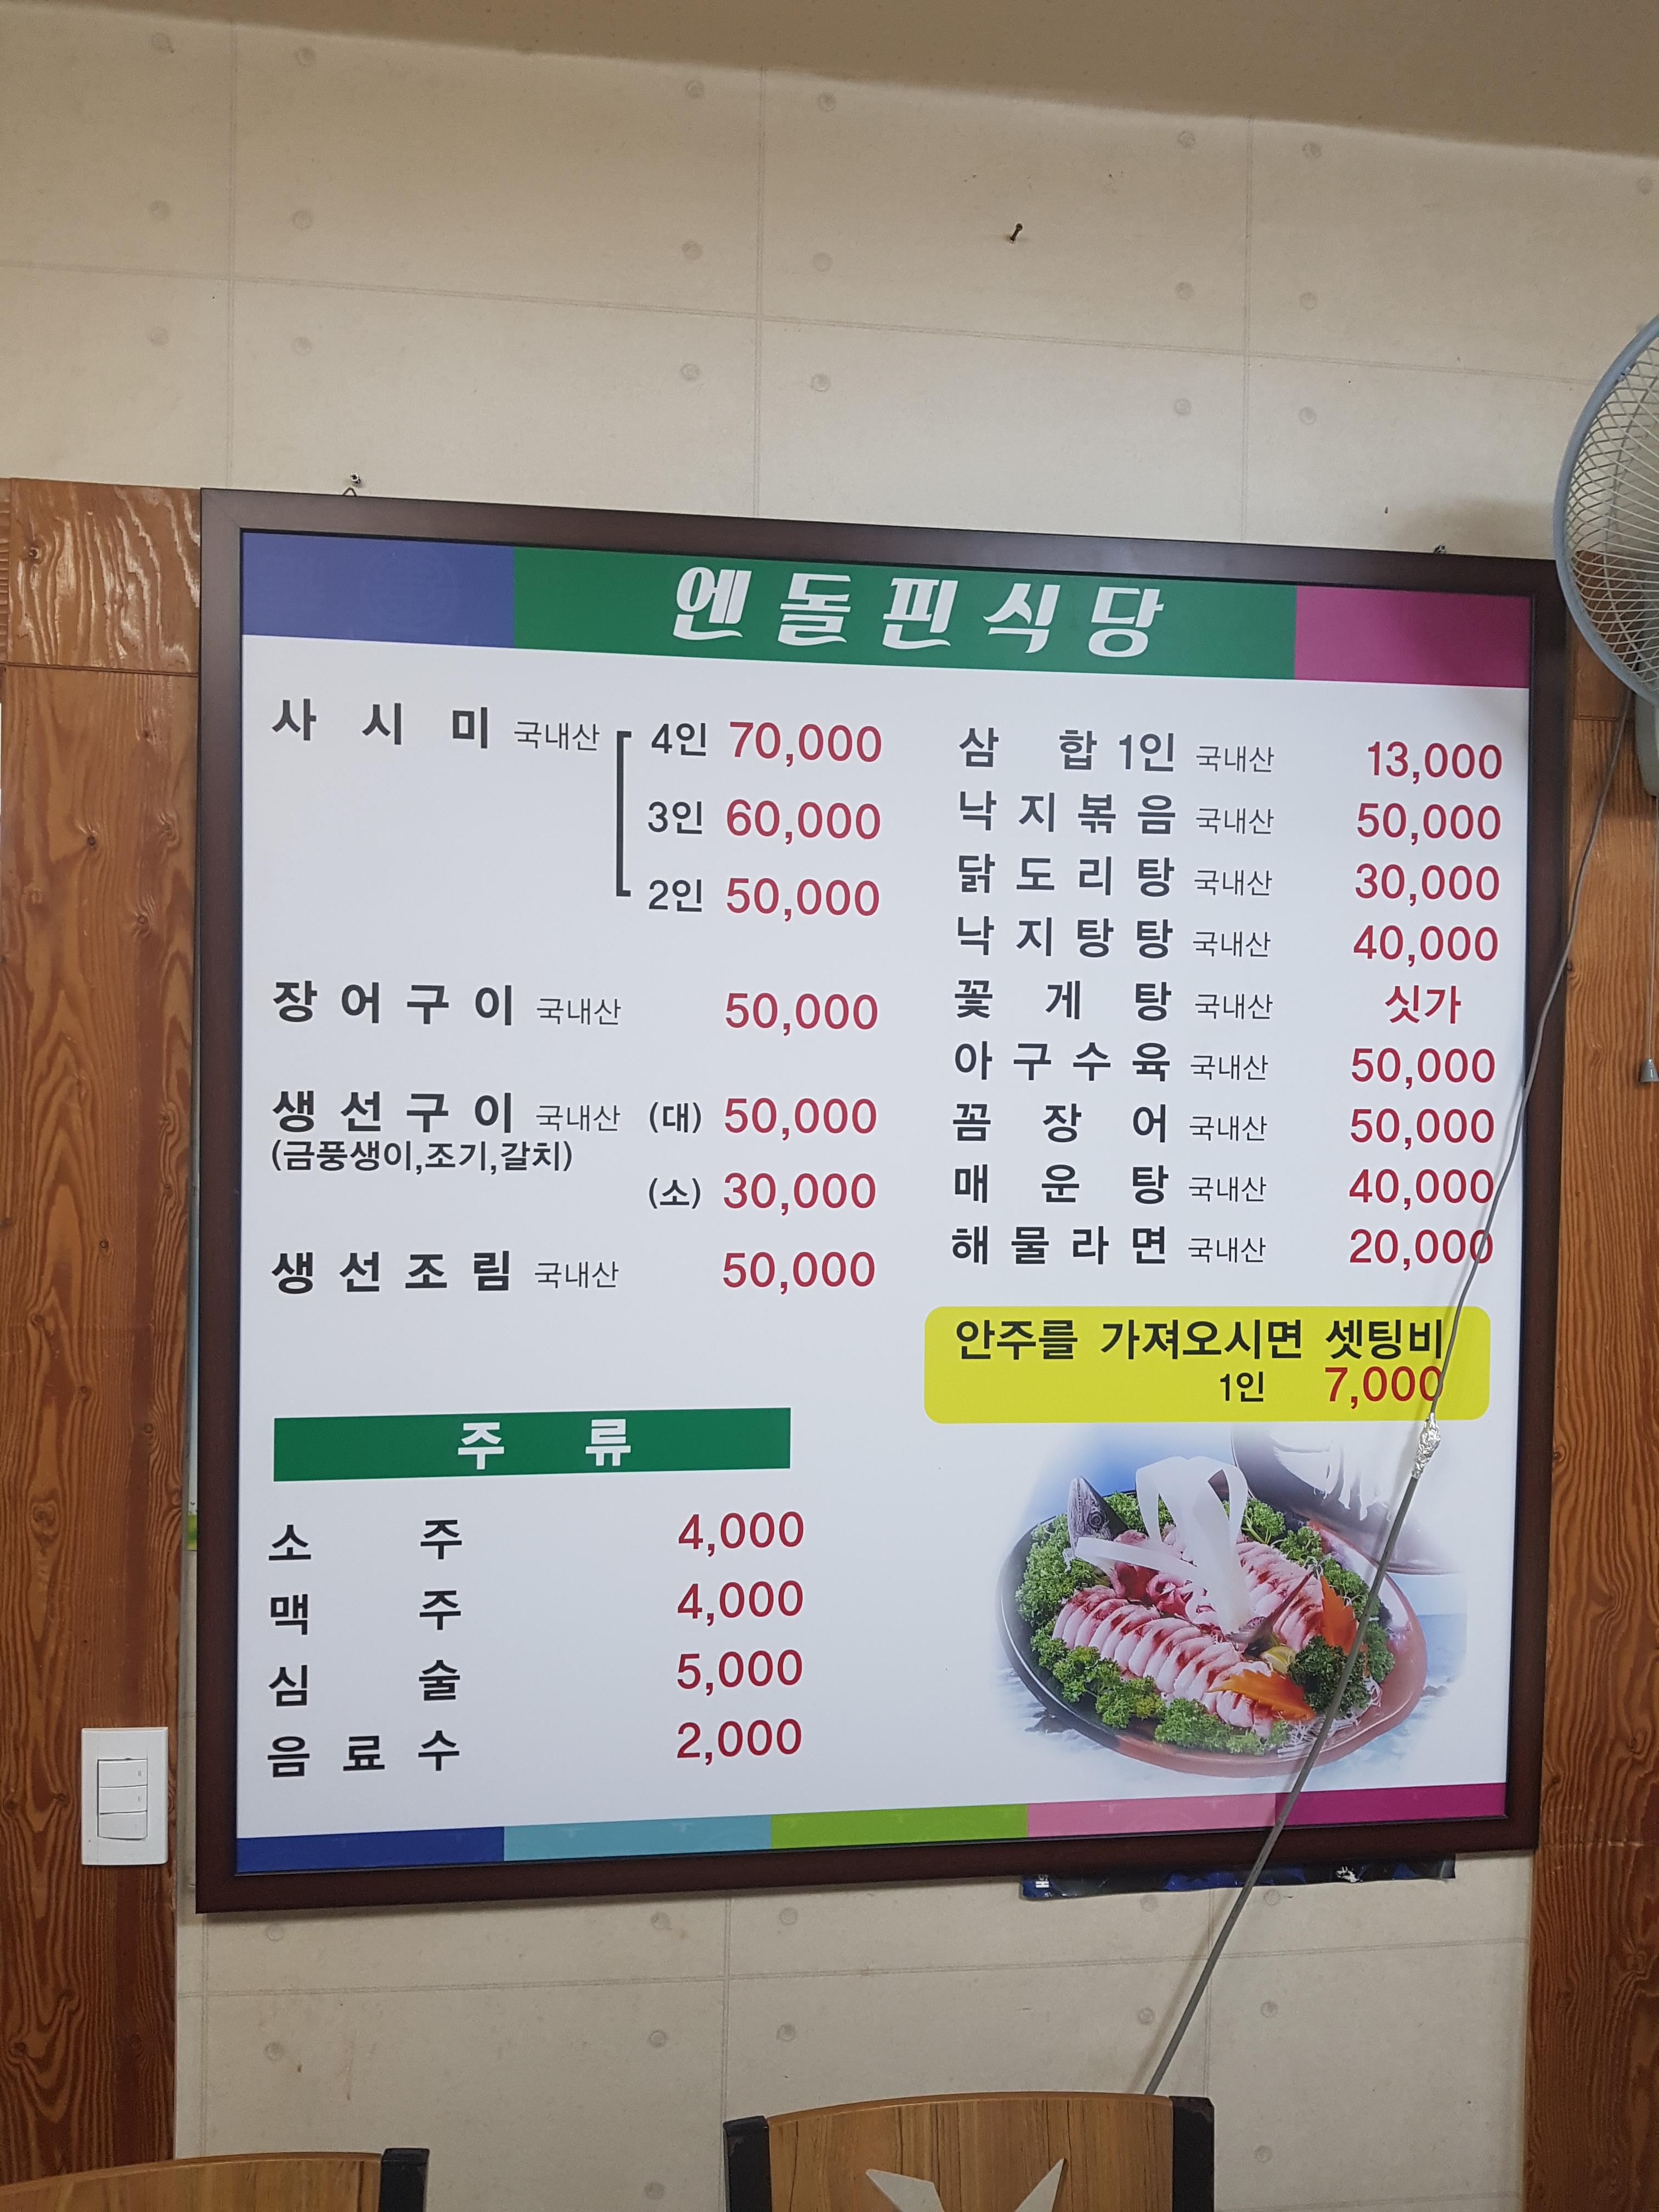 엔돌핀식당
사시미 국내산 4인 70,000
3인 60,000
2인 50,000
장어구이 국내산 50,000
생선구이 국내산 (대) 50,000
(금풍생이,조기,갈치)
(소) 30,000
생선조림 국내산 50,000
삼합 1인 국내산 13,000
낙지볶음 국내산 50,000
닭도리탕 국내산 30,000
낙지탕탕 국내산 40,000
꽃게탕 국내산 싯가
아구수육 국내산 50,000
꼼장어 국내산 50,000
매운탕 국내산 40,000
해물라면 국내산 20,000
안주를 가져오시면 셋팅비
1인 7,000
주류
소주 4,000
맥주 4,000
심술 5,000
음료수 2,000